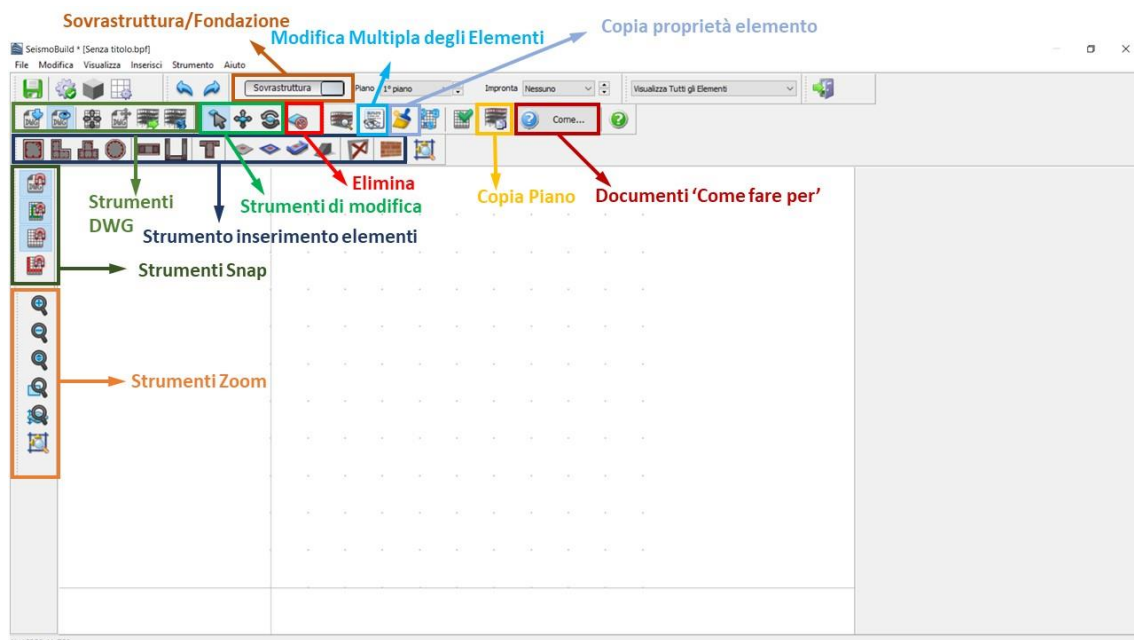 Sovrastruttura/Fondazione
Modifica Multipla degli Elementi
Copia proprietà elemento
SeismoBuild * [Senza titolo.bpf]
File Modifica Visualizza Inserisci Strumento Aiuto
Sovrastruttura Piano 1° piano Impronta Nessuno Visualizza Tutti gli Elementi
Come...
Elimina
Strumenti DWG
Strumenti di modifica
Copia Piano
Documenti ‘Come fare per’
Strumento inserimento elementi
Strumenti Snap
Strumenti Zoom